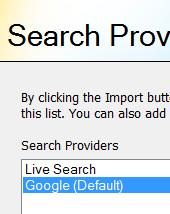 Search Prov
By clicking the Import butt
this list. You can also add
Search Providers
Live Search
Google (Default)